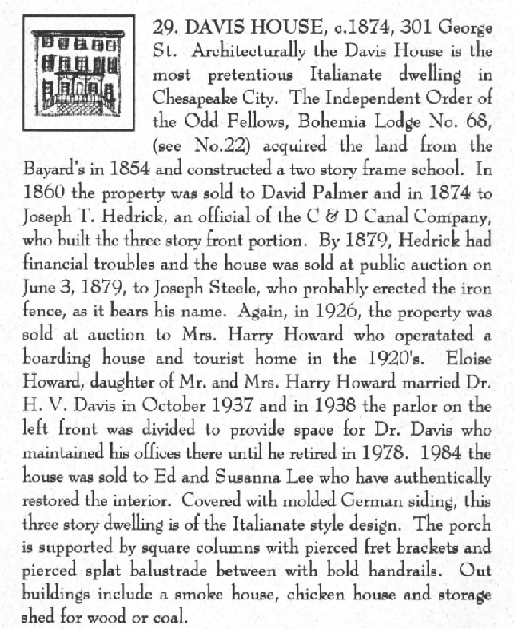 29. DAVIS HOUSE, c.1874, 301 George
St. Architecturally the Davis House is the
most pretentious Italianate dwelling in
Chesapeake City. The Independent Order of
the Odd Fellows, Bohemia Lodge No. 68,
(see No.22) acquired the land from the
Bayard's in 1854 and constructed a two story frame school. In
1860 the property was sold to David Palmer and in 1874 to
Joseph T. Hedrick, an official of the C & D Canal Company,
who built the three story front portion. By 1879, Hedrick had
financial troubles and the house was sold at public auction on
June 3, 1879, to Joseph Steele, who probably erected the iron
fence, as it bears his name. Again, in 1926, the property was
sold at auction to Mrs. Harry Howard who operatated a
boarding house and tourist home in the 1920's. Eloise
Howard, daughter of Mr. and Mrs. Harry Howard married Dr.
H. V. Davis in October 1937 and in 1938 the parlor on the
left front was divided to provide space for Dr. Davis who
maintained his offices there until he retired in 1978. 1984 the
house was sold to Ed and Susanna Lee who have authentically
restored the interior. Covered with molded German siding, this
three story dwelling is of the Italianate style design. The porch
is supported by square columns with pierced fret brackets and
pierced splat balustrade between with bold handrails. Out
buildings include a smoke house, chicken house and storage
shed for wood or coal.